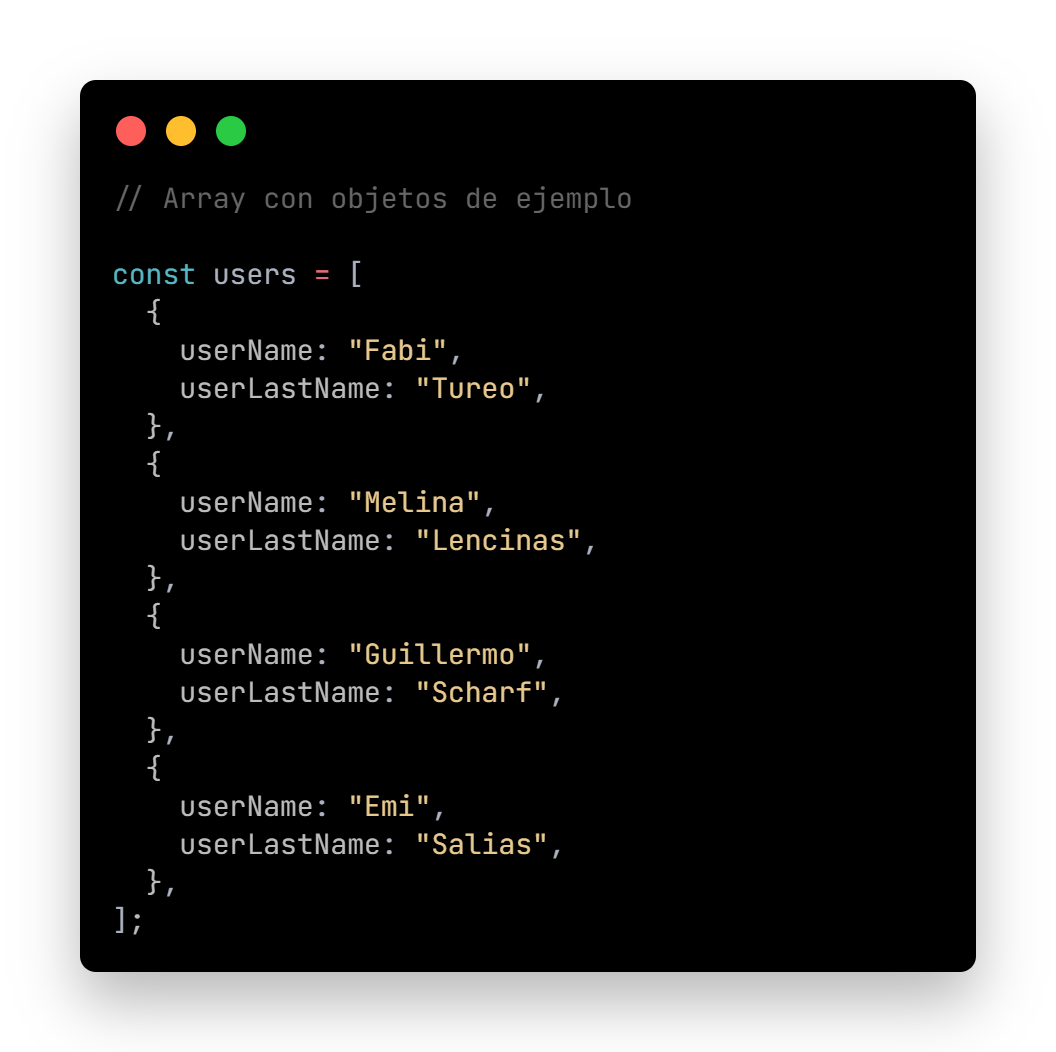 // Array con objetos de ejemplo

const users = [
  {
    userName: "Fabi",
    userLastName: "Tureo",
  },
  {
    userName: "Melina",
    userLastName: "Lencinas",
  },
  {
    userName: "Guillermo",
    userLastName: "Scharf",
  },
  {
    userName: "Emi",
    userLastName: "Salias",
  },
];